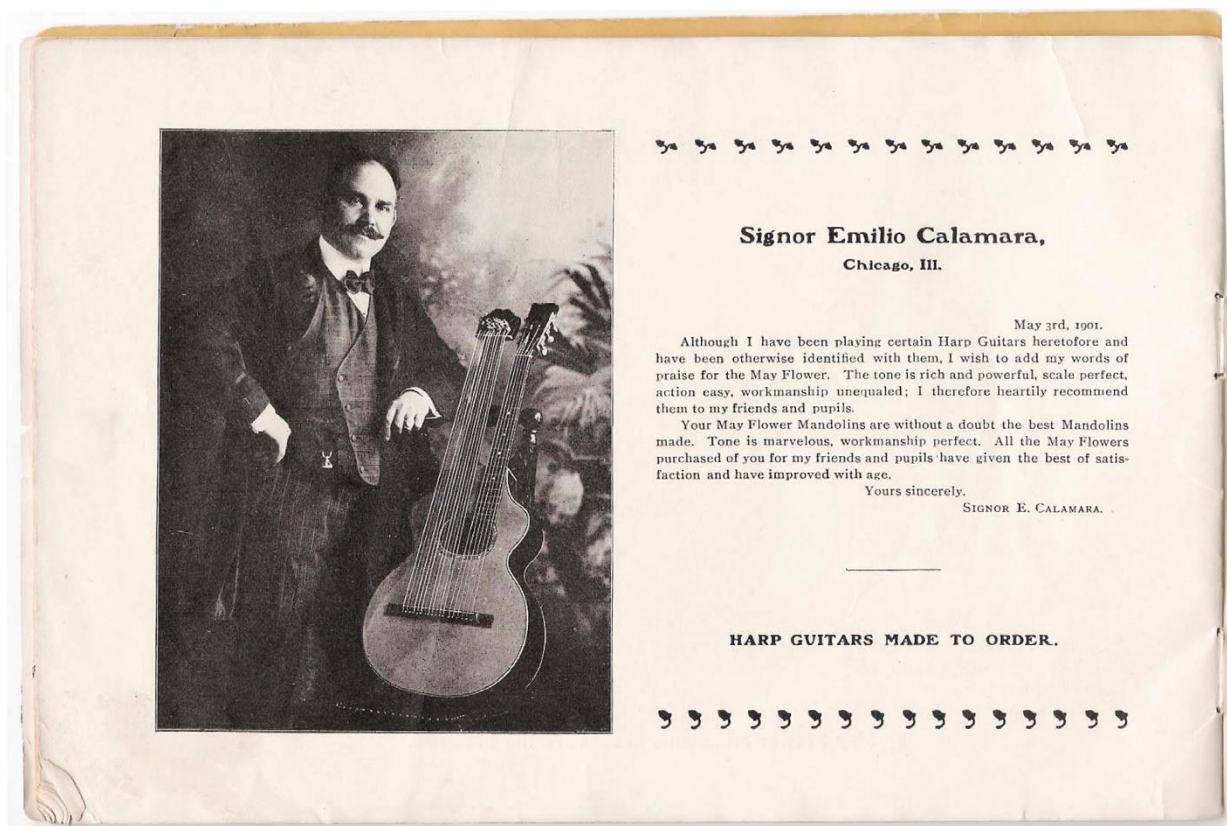 Signor Emilio Calamara,
Chicago, Ill.
May 3rd, 1901.
Although I have been playing certain Harp Guitars heretofore and
have been otherwise identified with them, I wish to add my words of
praise for the May Flower. The tone is rich and powerful, scale perfect,
action easy, workmanship unequaled; I therefore heartily recommend
them to my friends and pupils.
Your May Flower Mandolins are without a doubt the best Mandolins
made. Tone is marvelous, workmanship perfect. All the May Flowers
purchased of you for my friends and pupils have given the best of satis-
faction and have improved with age.
Yours sincerely.
SIGNOR E. CALAMARA.
HARP GUITARS MADE TO ORDER.